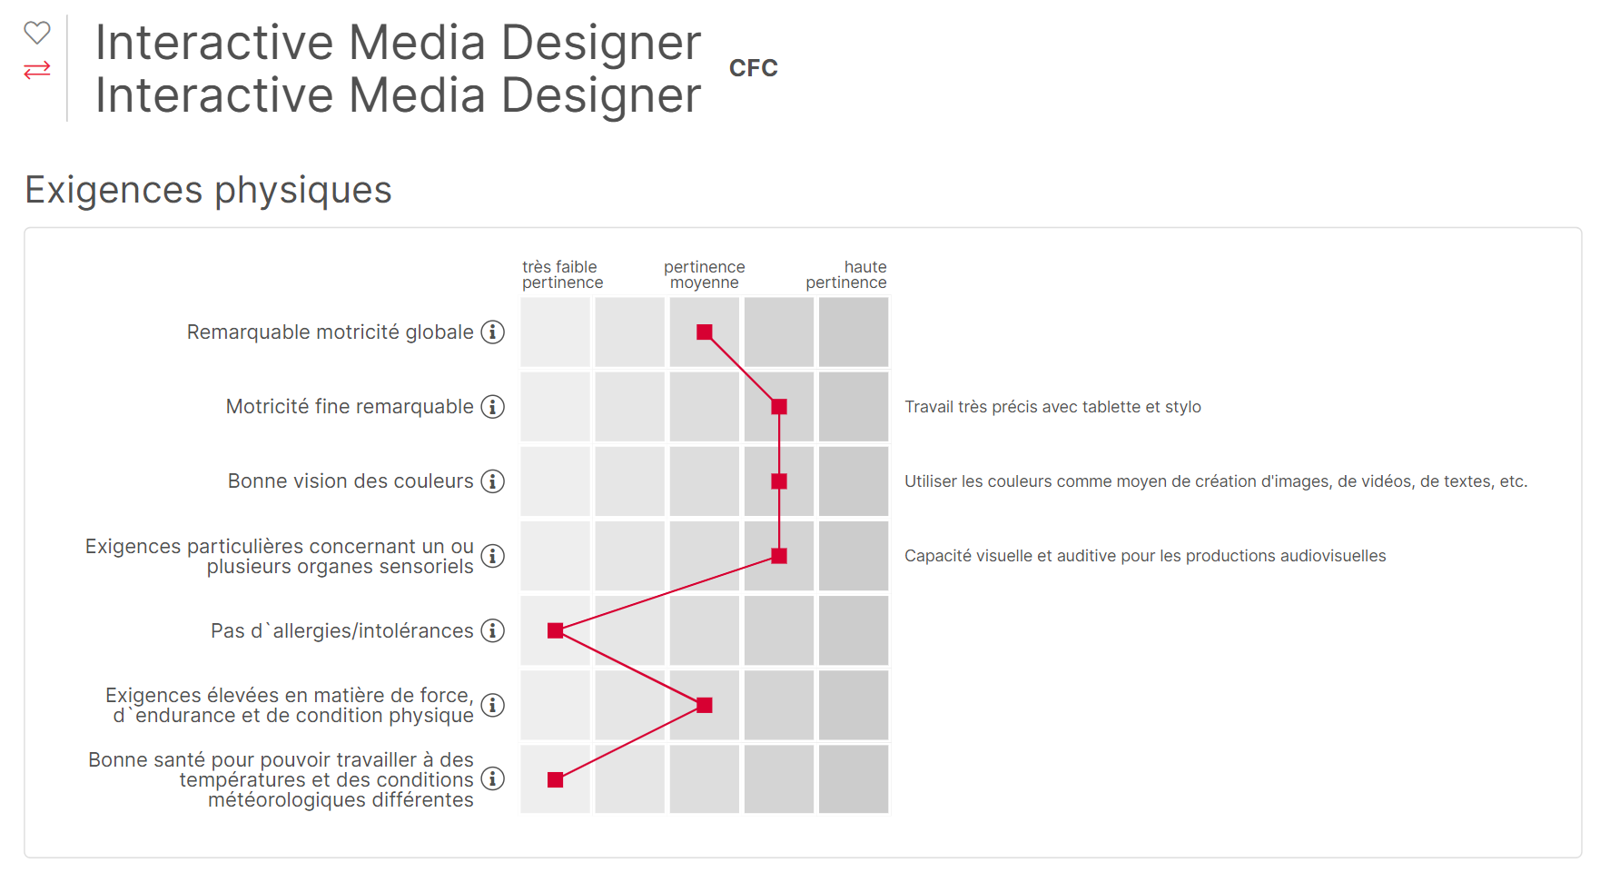 Interactive Media Designer
Interactive Media Designer
CFC
Exigences physiques
très faible
pertinence
pertinence
moyenne
haute
pertinence
Remarquable motricité globale
Motricité fine remarquable
Travail très précis avec tablette et stylo
Bonne vision des couleurs
Utiliser les couleurs comme moyen de création d'images, de vidéos, de textes, etc.
Exigences particulières concernant un ou
plusieurs organes sensoriels
Capacité visuelle et auditive pour les productions audiovisuelles
Pas d`allergies/intolérances
Exigences élevées en matière de force,
d`endurance et de condition physique
Bonne santé pour pouvoir travailler à des
températures et des conditions
météorologiques différentes